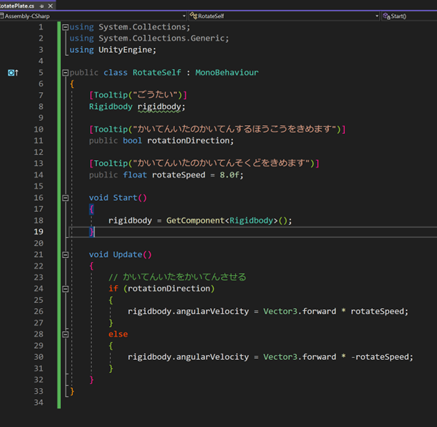 RotatePlate.cs
Assembly-CSharp RotateSelf Start()
1 using System.Collections;
2 using System.Collections.Generic;
3 using UnityEngine;
4
5 public class RotateSelf : MonoBehaviour
6 {
7 [Tooltip("ごうたい")]
8 Rigidbody rigidbody;
9
10 [Tooltip("かいてんいたのかいてんするほうこうをきめます")]
11 public bool rotationDirection;
12
13 [Tooltip("かいてんいたのかいてんそくどをきめます")]
14 public float rotateSpeed = 8.0f;
15
16 void Start()
17 {
18 rigidbody = GetComponent<Rigidbody>();
19 }
20
21 void Update()
22 {
23 // かいてんいたをかいてんさせる
24 if (rotationDirection)
25 {
26 rigidbody.angularVelocity = Vector3.forward * rotateSpeed;
27 }
28 else
29 {
30 rigidbody.angularVelocity = Vector3.forward * -rotateSpeed;
31 }
32 }
33 }
34